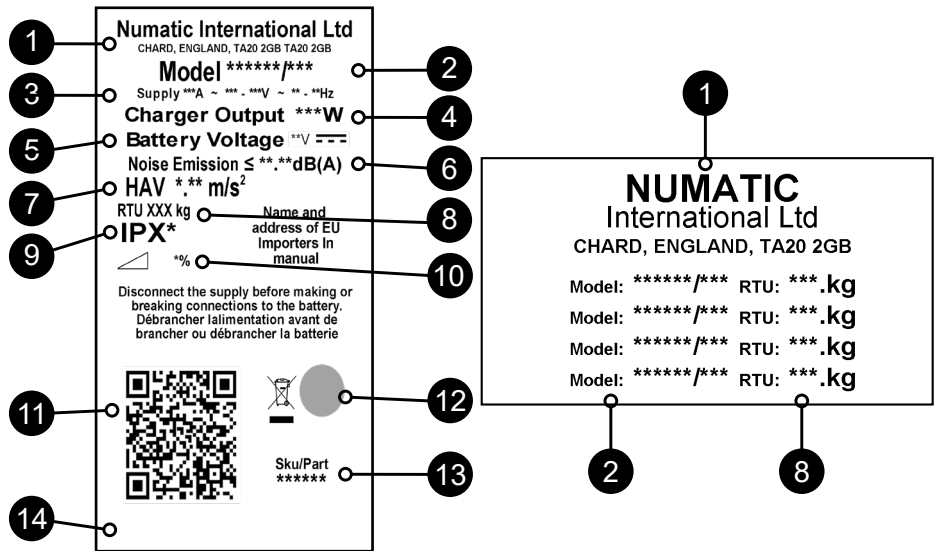 1
Numatic International Ltd
CHARD, ENGLAND, TA20 2GB TA20 2GB
Model ******/***
2
3
Supply ***A ~ *** - ***V ~ ** - **Hz
Charger Output ***W
4
5
Battery Voltage **V
Noise Emission ≤ **.**dB(A)
6
7
HAV *.** m/s²
RTU XXX kg
8
9
IPX*
Name and
address of EU
Importers In
manual
*%
10
Disconnect the supply before making or
breaking connections to the battery.
Débrancher lalimentation avant de
brancher ou débrancher la batterie
11
12
Sku/Part
******
13
14
1
NUMATIC
International Ltd
CHARD, ENGLAND, TA20 2GB
Model: ******/*** RTU: ***.kg
Model: ******/*** RTU: ***.kg
Model: ******/*** RTU: ***.kg
Model: ******/*** RTU: ***.kg
2
8